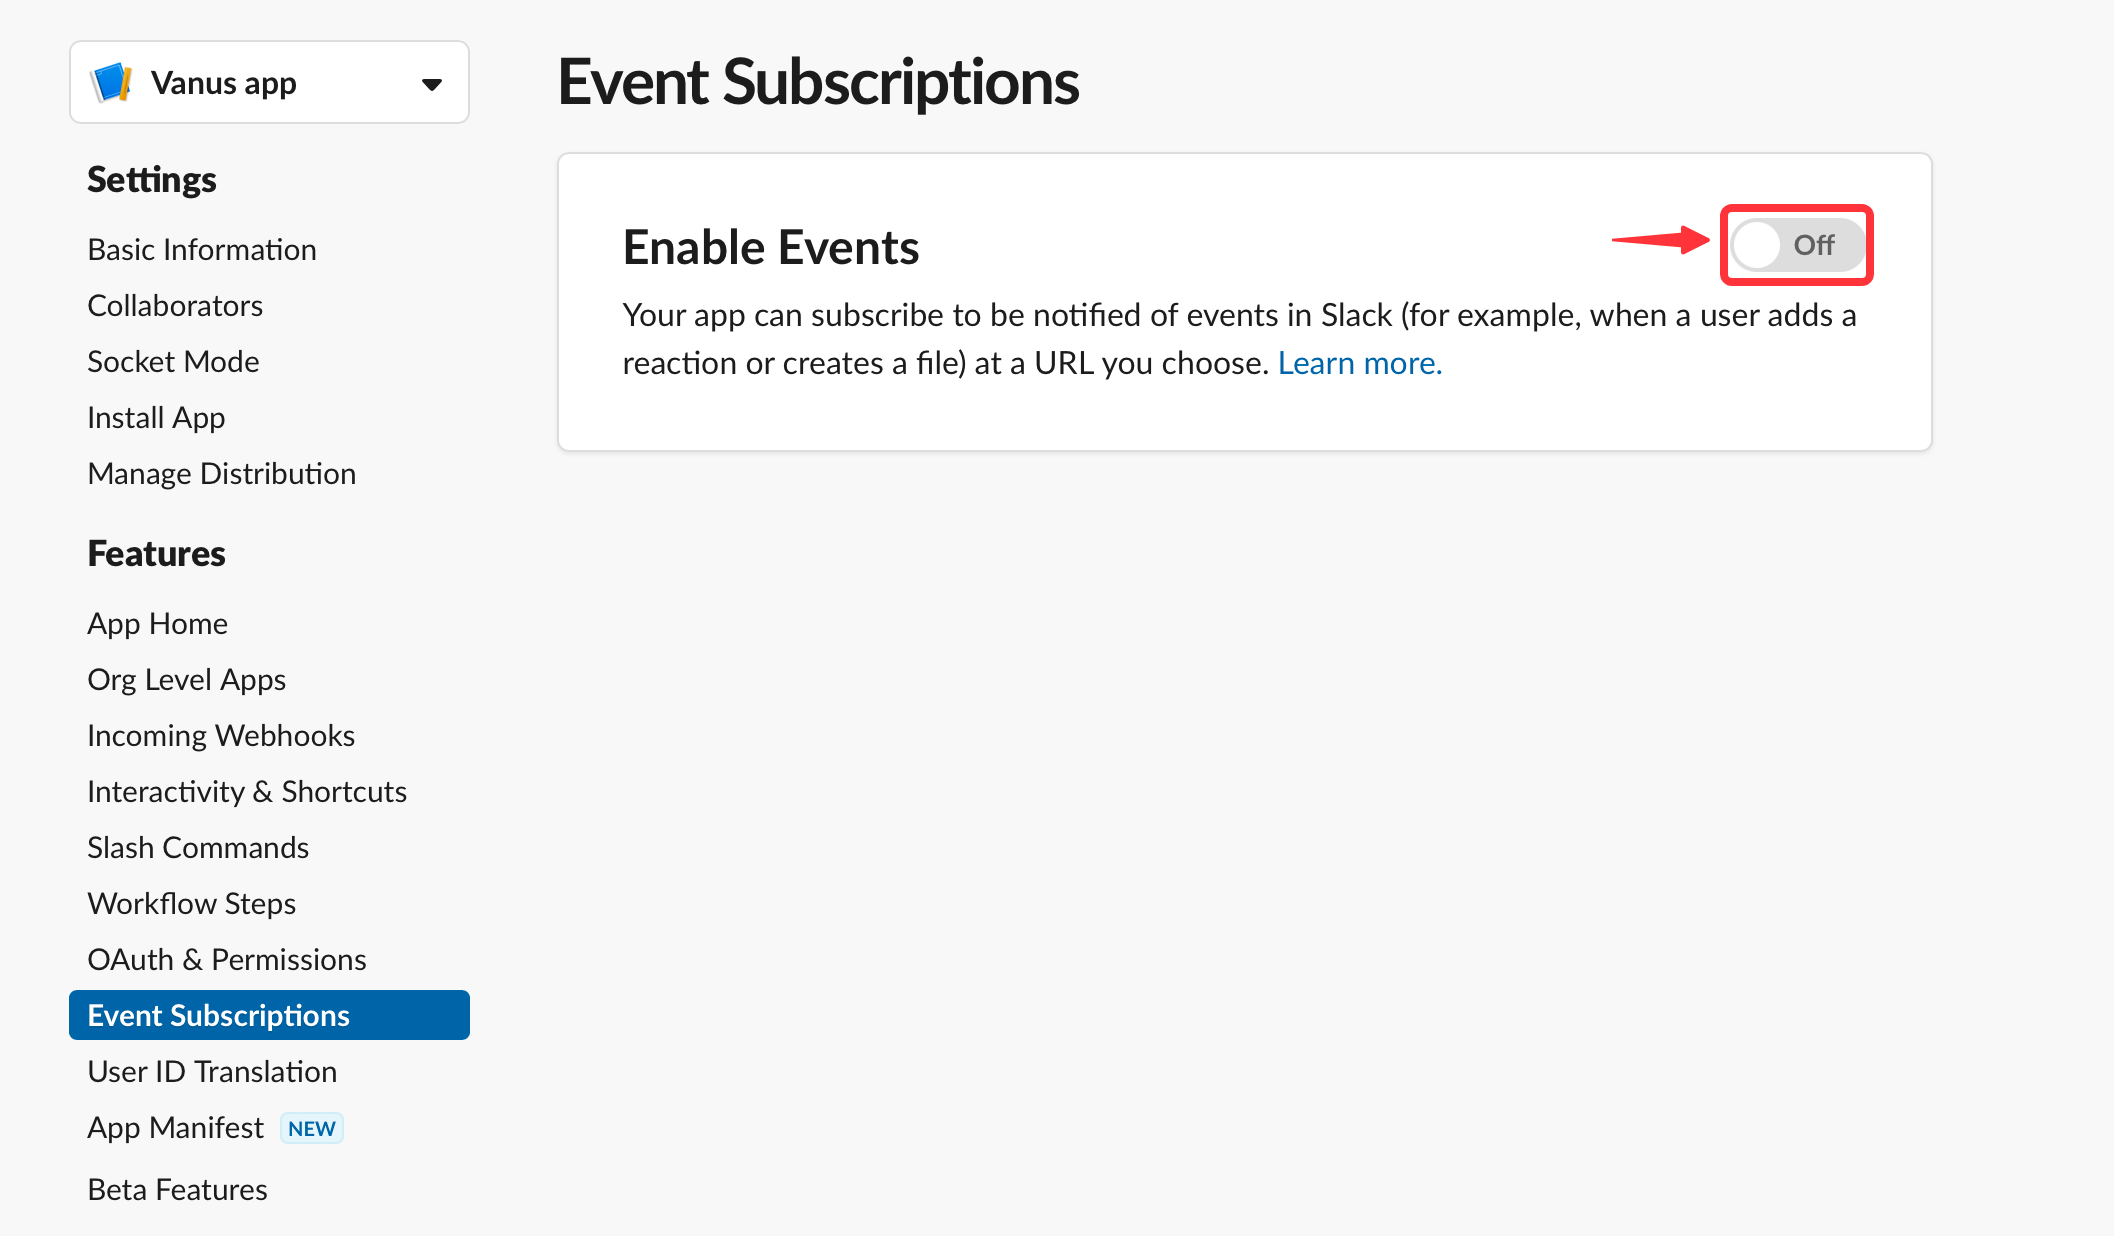 Vanus app
Settings
Basic Information
Collaborators
Socket Mode
Install App
Manage Distribution
Features
App Home
Org Level Apps
Incoming Webhooks
Interactivity & Shortcuts
Slash Commands
Workflow Steps
OAuth & Permissions
Event Subscriptions
User ID Translation
App Manifest NEW
Beta Features
Event Subscriptions
Enable Events
Off
Your app can subscribe to be notified of events in Slack (for example, when a user adds a
reaction or creates a file) at a URL you choose. Learn more.